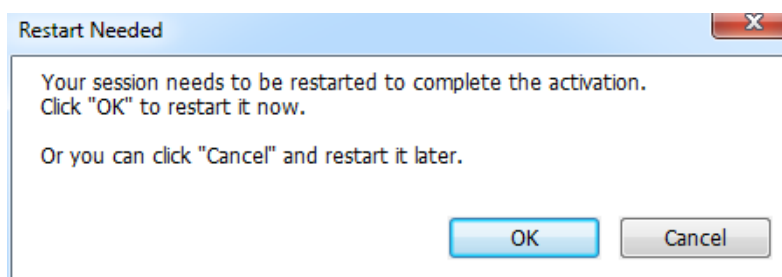 Restart Needed
Your session needs to be restarted to complete the activation.
Click "OK" to restart it now.
Or you can click "Cancel" and restart it later.
OK Cancel